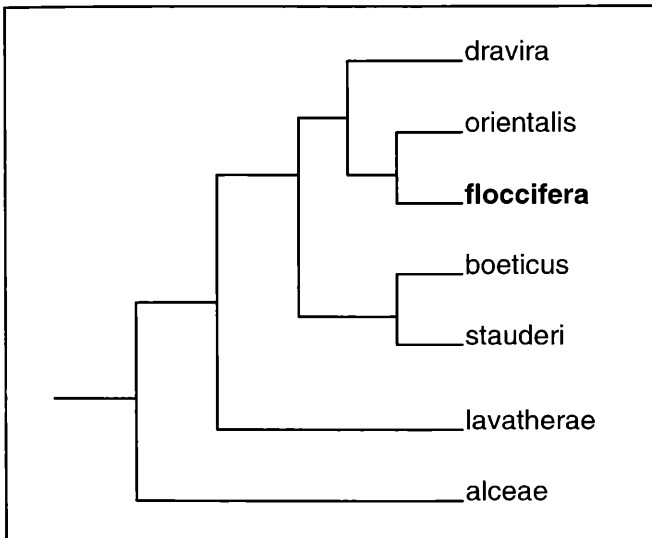 dravira
orientalis
floccifera
boeticus
stauderi
lavatherae
alceae